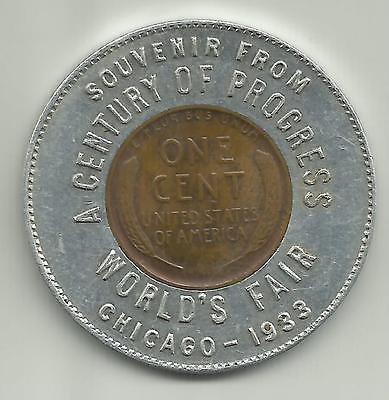 SOUVENIR FROM
A CENTURY OF PROGRESS
E PLURIBUS UNUM
ONE
CENT
UNITED STATES
OF AMERICA
WORLD'S FAIR
CHICAGO - 1933